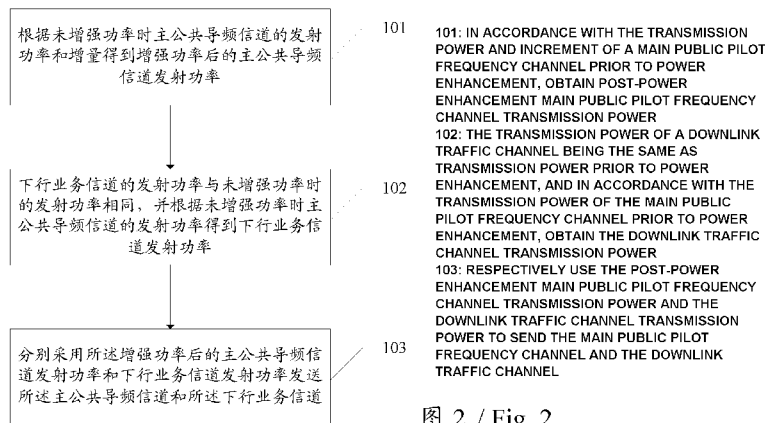 根据未增强功率时主公共导频信道的发射
功率和增量得到增强功率后的主公共导频
信道发射功率
101
下行业务信道的发射功率与未增强功率时
的发射功率相同，并根据未增强功率时主
公共导频信道的发射功率得到下行业务信
道发射功率
102
分别采用所述增强功率后的主公共导频信
道发射功率和下行业务信道发射功率发送
所述主公共导频信道和所述下行业务信道
103
101: IN ACCORDANCE WITH THE TRANSMISSION
POWER AND INCREMENT OF A MAIN PUBLIC PILOT
FREQUENCY CHANNEL PRIOR TO POWER
ENHANCEMENT, OBTAIN POST-POWER
ENHANCEMENT MAIN PUBLIC PILOT FREQUENCY
CHANNEL TRANSMISSION POWER
102: THE TRANSMISSION POWER OF A DOWNLINK
TRAFFIC CHANNEL BEING THE SAME AS
TRANSMISSION POWER PRIOR TO POWER
ENHANCEMENT, AND IN ACCORDANCE WITH THE
TRANSMISSION POWER OF THE MAIN PUBLIC
PILOT FREQUENCY CHANNEL PRIOR TO POWER
ENHANCEMENT, OBTAIN THE DOWNLINK TRAFFIC
CHANNEL TRANSMISSION POWER
103: RESPECTIVELY USE THE POST-POWER
ENHANCEMENT MAIN PUBLIC PILOT FREQUENCY
CHANNEL TRANSMISSION POWER AND THE
DOWNLINK TRAFFIC CHANNEL TRANSMISSION
POWER TO SEND THE MAIN PUBLIC PILOT
FREQUENCY CHANNEL AND THE DOWNLINK
TRAFFIC CHANNEL
图 2 / Fig. 2